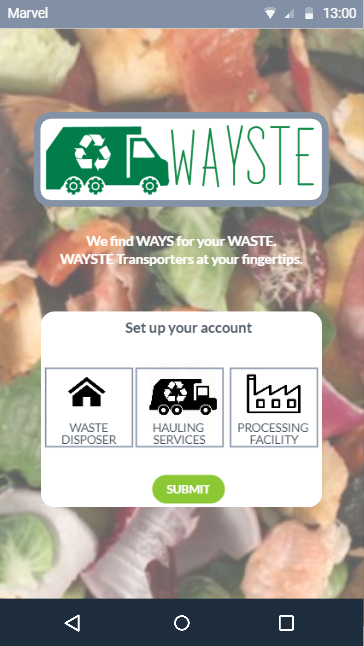 Marvel 13:00
WAYSTE
We find WAYS for your WASTE.
WAYSTE Transporters at your fingertips.
Set up your account
WASTE DISPOSER
HAULING SERVICES
PROCESSING FACILITY
SUBMIT